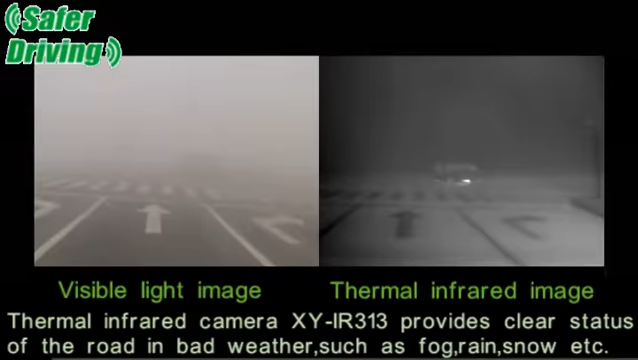 Safer
Driving
Visible light image
Thermal infrared image
Thermal infrared camera XY-IR313 provides clear status
of the road in bad weather,such as fog,rain,snow etc.